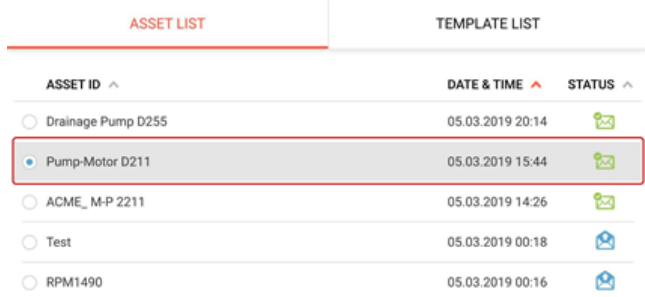 ASSET LIST TEMPLATE LIST
ASSET ID DATE & TIME STATUS
Drainage Pump D255 05.03.2019 20:14
Pump-Motor D211 05.03.2019 15:44
ACME_ M-P 2211 05.03.2019 14:26
Test 05.03.2019 00:18
RPM1490 05.03.2019 00:16